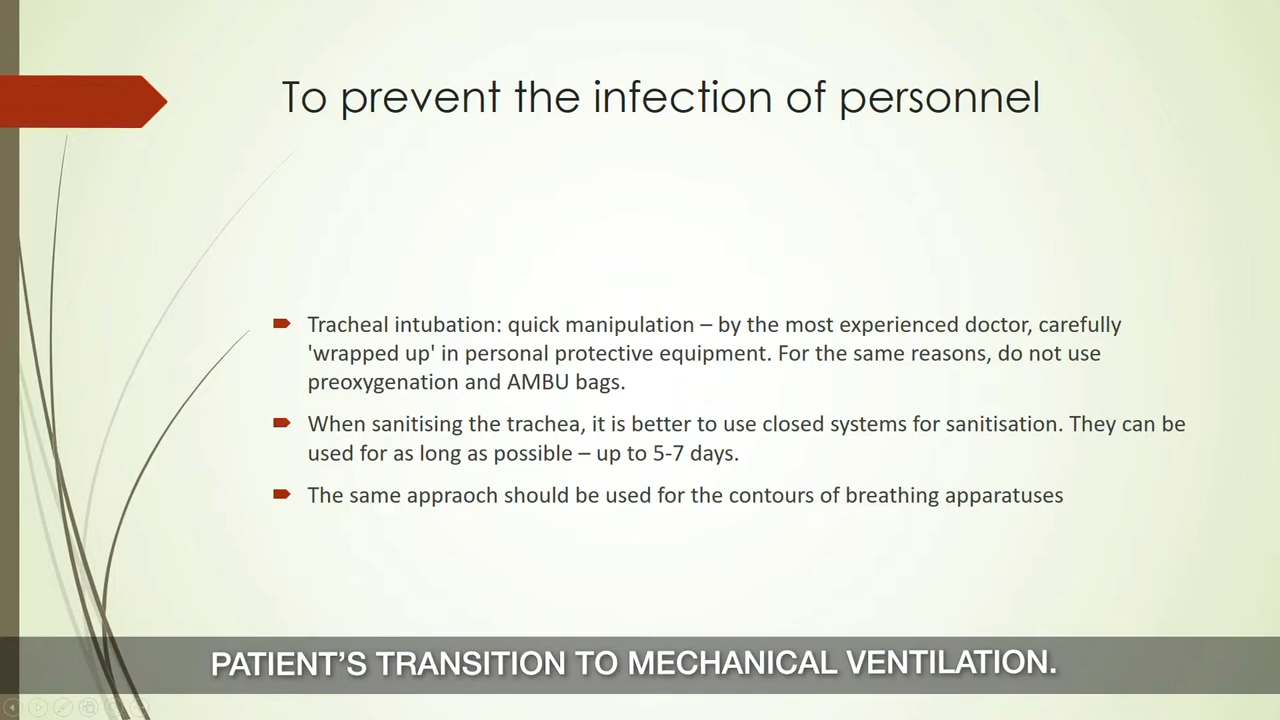 To prevent the infection of personnel
Tracheal intubation: quick manipulation – by the most experienced doctor, carefully
'wrapped up' in personal protective equipment. For the same reasons, do not use
preoxygenation and AMBU bags.
When sanitising the trachea, it is better to use closed systems for sanitisation. They can be
used for as long as possible – up to 5-7 days.
The same appraoch should be used for the contours of breathing apparatuses
PATIENT’S TRANSITION TO MECHANICAL VENTILATION.